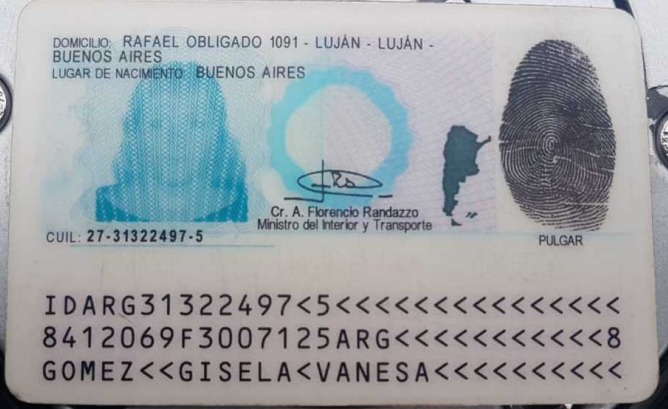 DOMICILIO: RAFAEL OBLIGADO 1091 - LUJÁN - LUJÁN -
BUENOS AIRES
LUGAR DE NACIMIENTO: BUENOS AIRES
Cr. A. Florencio Randazzo
Ministro del Interior y Transporte
CUIL: 27-31322497-5
PULGAR
IDARG31322497<5<<<<<<<<<<<<<<<
8412069F3007125ARG<<<<<<<<<<<8
GOMEZ<<GISELA<VANESA<<<<<<<<<<